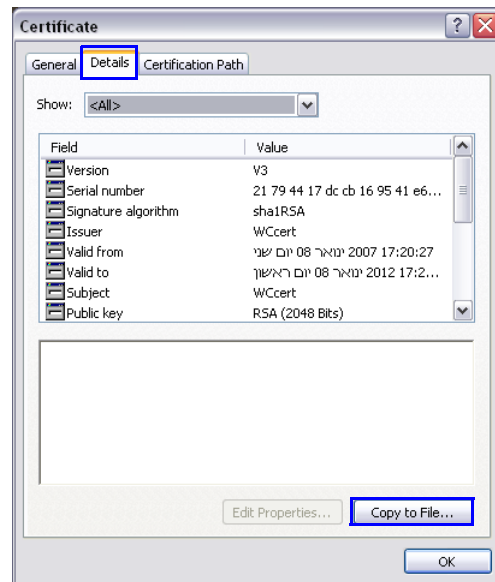 Certificate
General Details Certification Path
Show: <All>
Field Value
Version V3
Serial number 21 79 44 17 dc cb 16 95 41 e6...
Signature algorithm sha1RSA
Issuer WCcert
Valid from יום שני 08 ינואר 2007 17:20:27
Valid to יום ראשון 08 ינואר 2012 17:2...
Subject WCcert
Public key RSA (2048 Bits)
Edit Properties... Copy to File...
OK